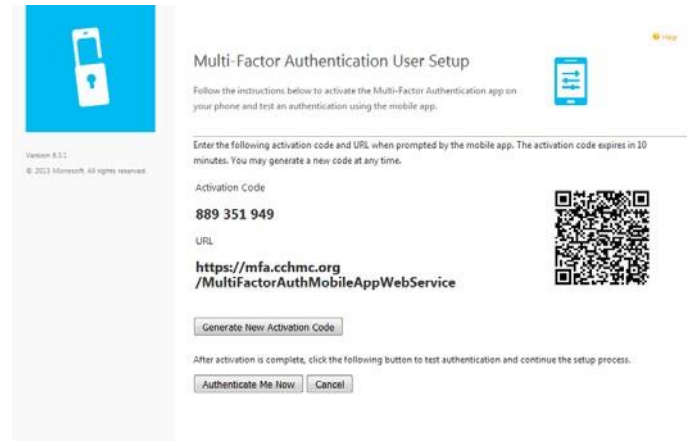 Help
Multi-Factor Authentication User Setup
Follow the instructions below to activate the Multi-Factor Authentication app on
your phone and test an authentication using the mobile app.
Enter the following activation code and URL when prompted by the mobile app. The activation code expires in 10
minutes. You may generate a new code at any time.
Version 6.3.1
© 2013 Microsoft. All rights reserved.
Activation Code
889 351 949
URL
https://mfa.cchmc.org
/MultiFactorAuthMobileAppWebService
Generate New Activation Code
After activation is complete, click the following button to test authentication and continue the setup process.
Authenticate Me Now Cancel